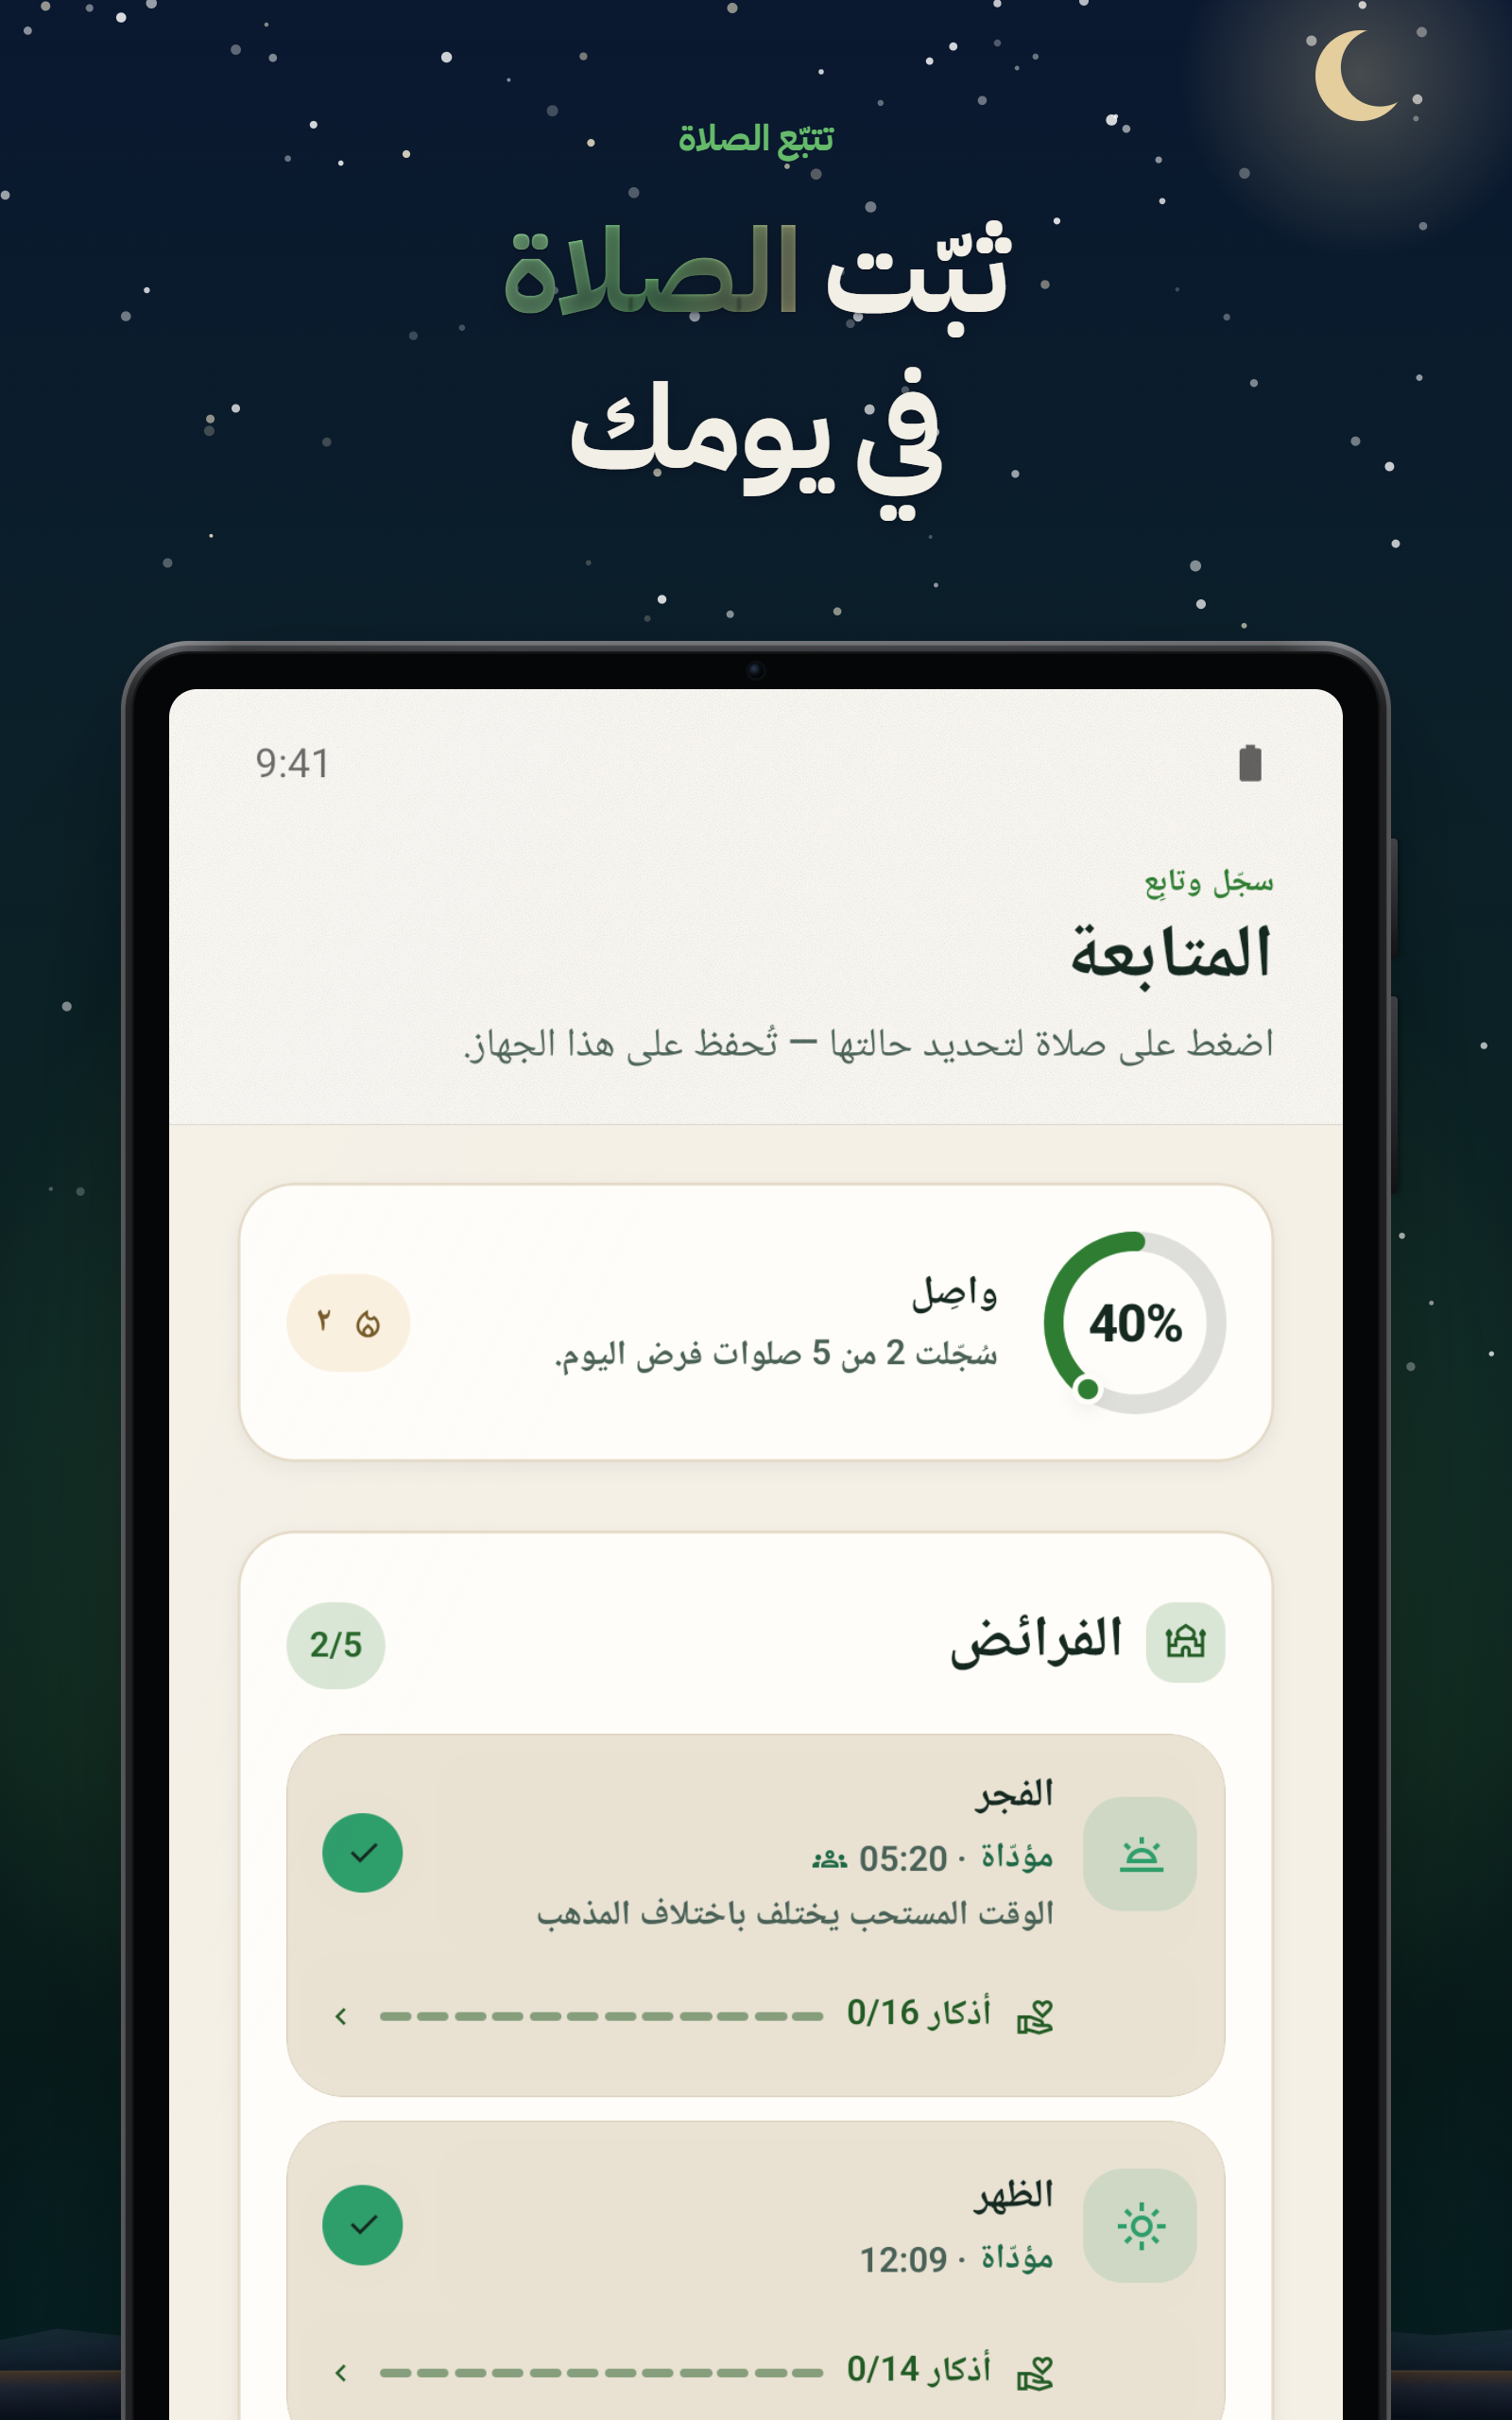 تتبّع الصلاة
ثبّت الصلاة
في يومك
9:41
سجّل وتابِع
المتابعة
اضغط على صلاة لتحديد حالتها — تُحفظ على هذا الجهاز.
40%
واصِل
سُجّلت 2 من 5 صلوات فرض اليوم.
٢
الفرائض
2/5
الفجر
مؤدّاة · 05:20
الوقت المستحب يختلف باختلاف المذهب
أذكار 0/16
الظهر
مؤدّاة · 12:09
أذكار 0/14